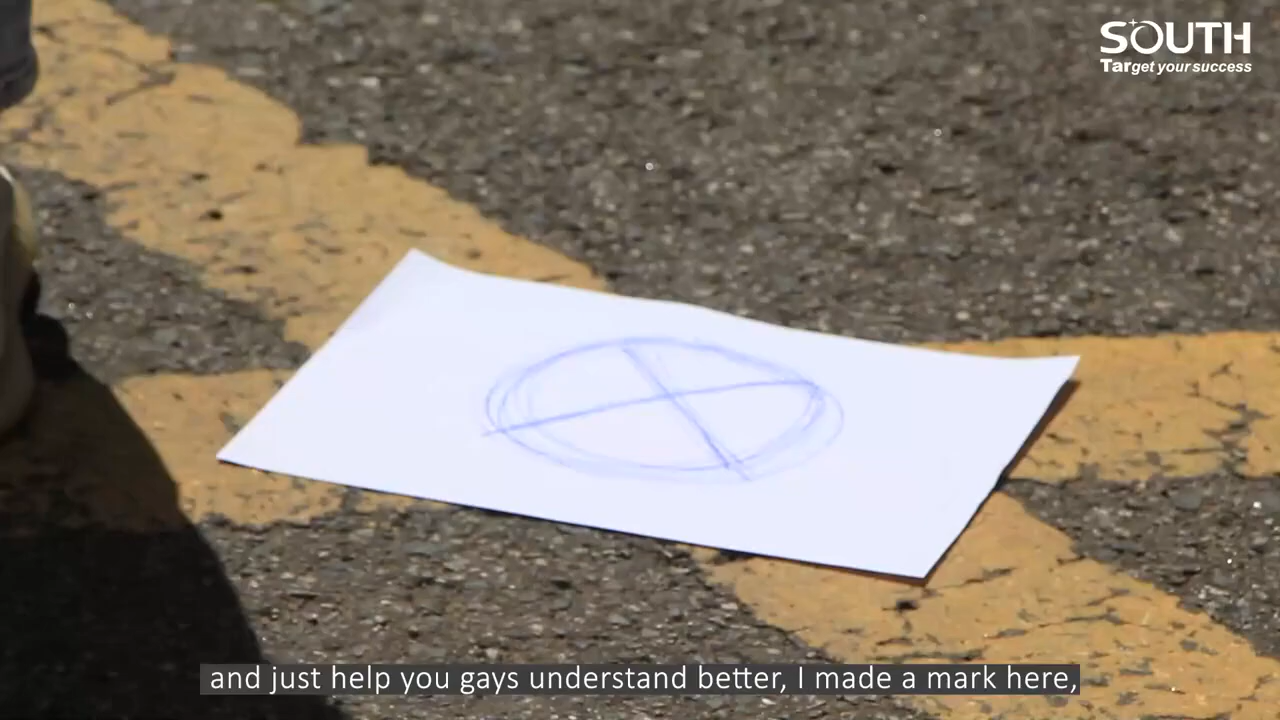 SOUTH
Target your success
and just help you gays understand better, I made a mark here,